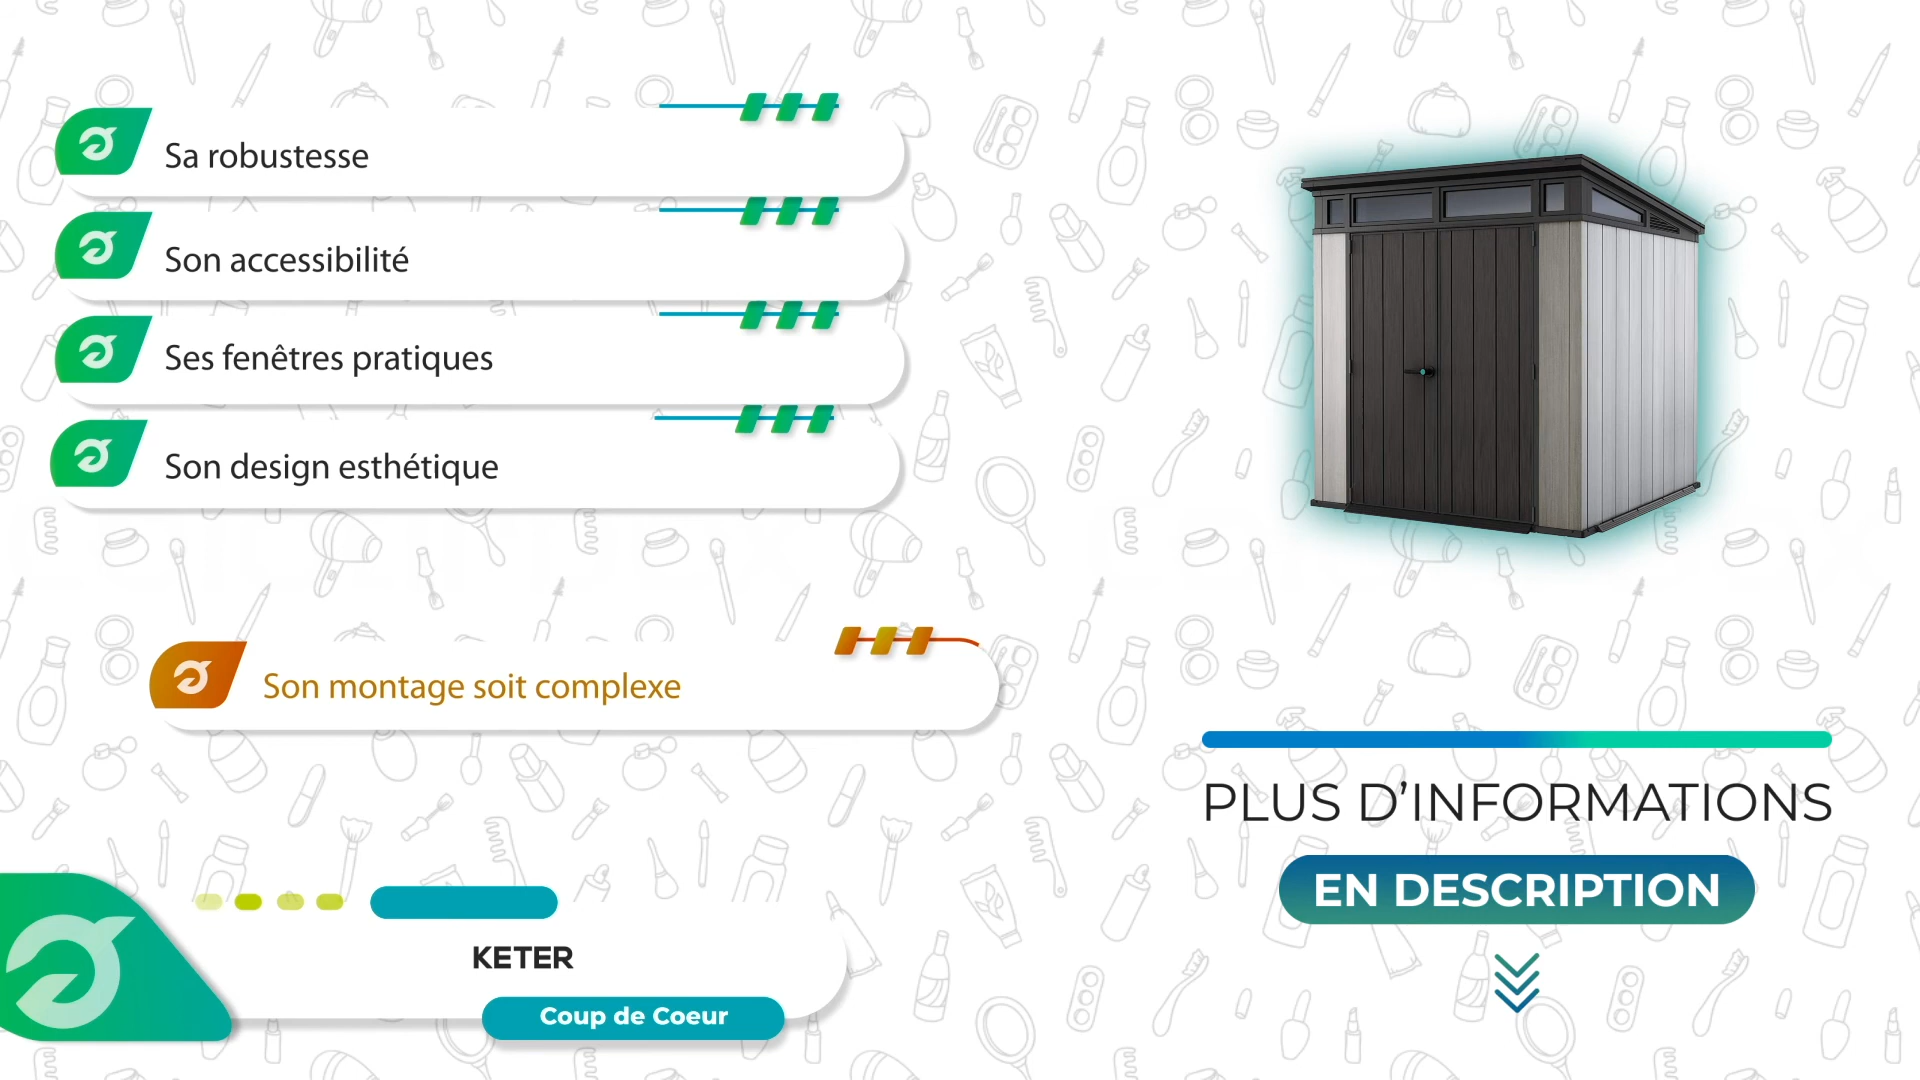 Sa robustesse
Son accessibilité
Ses fenêtres pratiques
Son design esthétique
Son montage soit complexe
KETER
Coup de Coeur
PLUS D’INFORMATIONS
EN DESCRIPTION